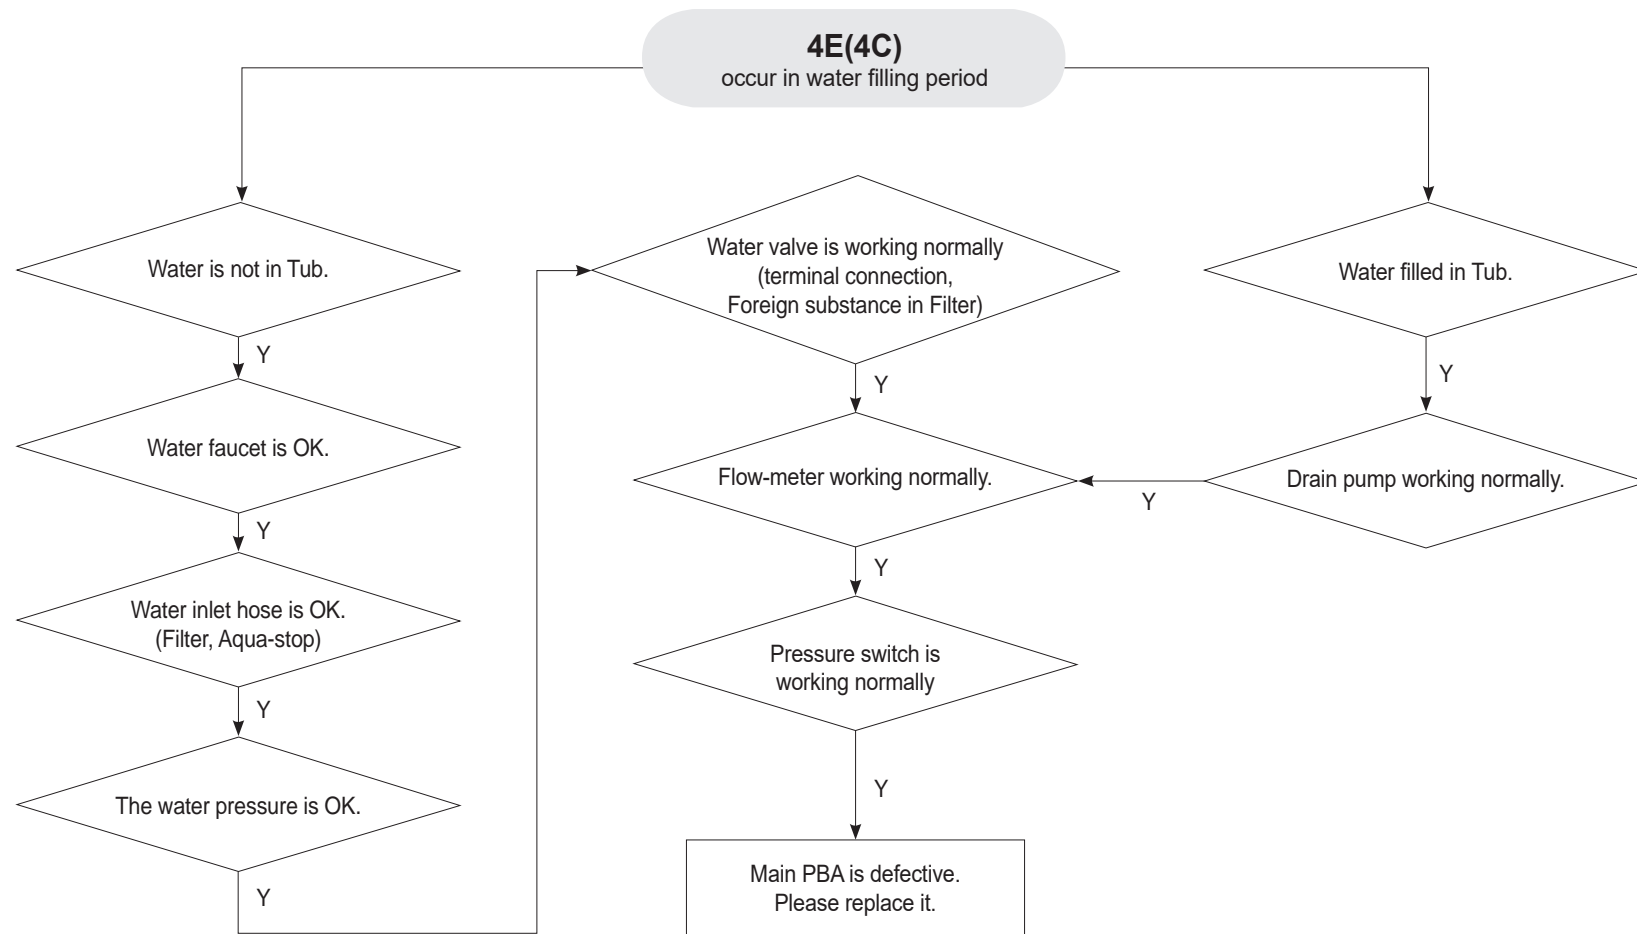 4E(4C)
occur in water filling period
Water is not in Tub.
Y
Water faucet is OK.
Y
Water inlet hose is OK.
(Filter, Aqua-stop)
Y
The water pressure is OK.
Y
Water valve is working normally
(terminal connection,
Foreign substance in Filter)
Y
Flow-meter working normally.
Y
Pressure switch is
working normally
Y
Main PBA is defective.
Please replace it.
Water filled in Tub.
Y
Drain pump working normally.
Y